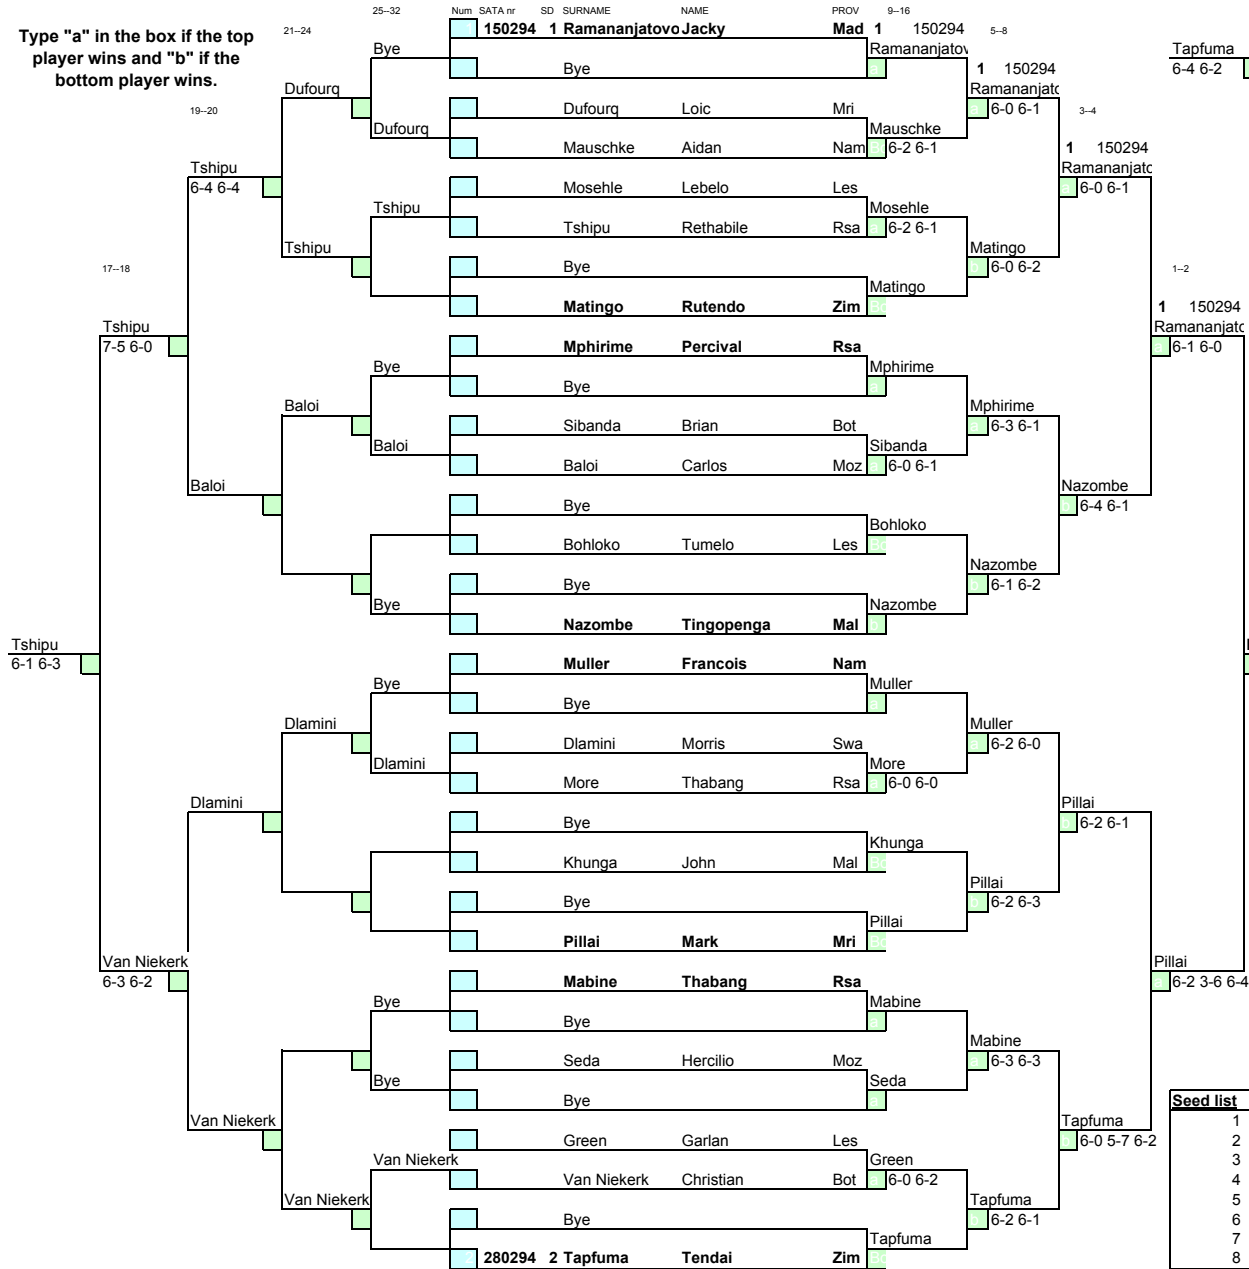 25--32 Num SATA nr SD SURNAME NAME PROV 9--16
Type "a" in the box if the top player wins and "b" if the bottom player wins.
21--24
150294 1 Ramananjatovo Jacky Mad 1 150294 5--8
Bye Ramananjatov
Bye
Tapfuma
6-4 6-2
1 150294
Dufourq Ramananjato
19--20
Dufourq Loic Mri 6-0 6-1 3--4
Dufourq Mauschke
Mauschke Aidan Nam 6-2 6-1
1 150294
Tshipu Ramananjato
6-4 6-4 Mosehle Lebelo Les 6-0 6-1
Tshipu Mosehle
Tshipu Rethabile Rsa a 6-2 6-1
Tshipu Matingo
17--18 Bye b 6-0 6-2 1--2
Matingo
Matingo Rutendo Zim
1 150294
Tshipu Ramananjato
7-5 6-0 Mphirime Percival Rsa 6-1 6-0
Bye Mphirime
Bye a
Baloi Mphirime
Sibanda Brian Bot a 6-3 6-1
Baloi Sibanda
Baloi Carlos Moz a 6-0 6-1
Baloi Nazombe
Bye b 6-4 6-1
Bohloko
Bohloko Tumelo Les
Nazombe
Bye b 6-1 6-2
Bye Nazombe
Nazombe Tingopenga Mal b
Tshipu
6-1 6-3 Muller Francois Nam
Bye Muller
Bye a
Dlamini Muller
Dlamini Morris Swa a 6-2 6-0
Dlamini More
More Thabang Rsa a 6-0 6-0
Dlamini Pillai
Bye b 6-2 6-1
Khunga
Khunga John Mal
Pillai
Bye b 6-2 6-3
Pillai
Pillai Mark Mri
Van Niekerk Pillai
6-3 6-2 Mabine Thabang Rsa a 6-2 3-6 6-4
Bye Mabine
Bye a
Mabine
Seda Hercilio Moz a 6-3 6-3
Bye Seda
Bye a
Seed list
Van Niekerk Tapfuma 1
Green Garlan Les b 6-0 5-7 6-2 2
Van Niekerk Green 3
Van Niekerk Christian Bot a 6-0 6-2 4
Van Niekerk Tapfuma 5
Bye b 6-2 6-1 6
Tapfuma 7
280294 2 Tapfuma Tendai Zim 8